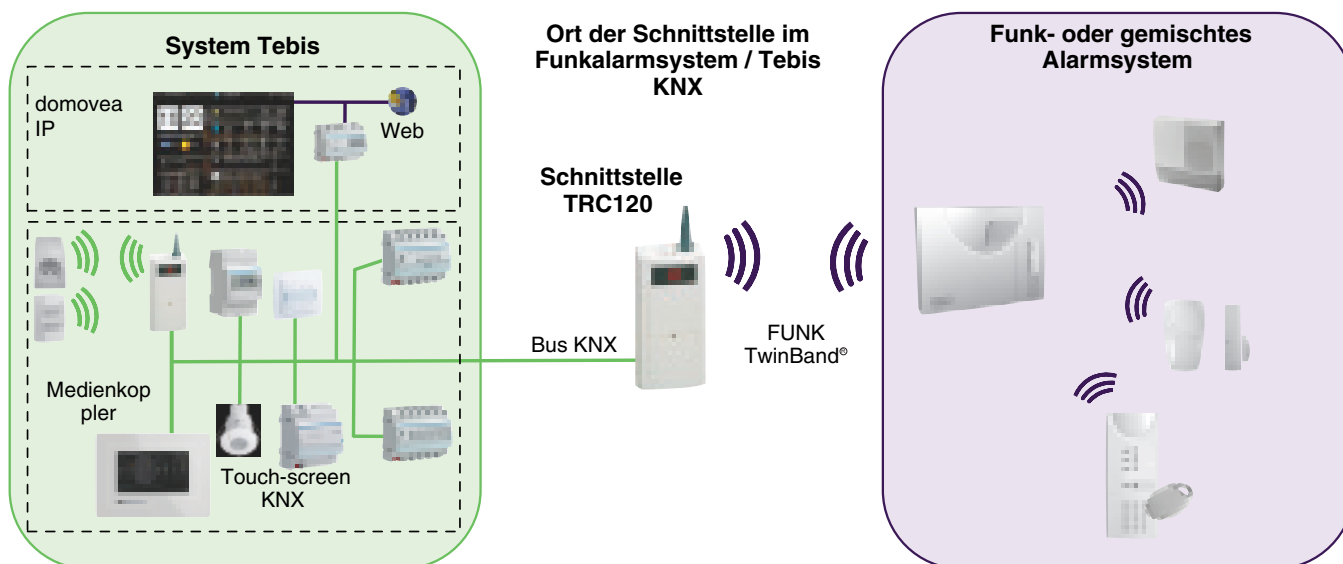 System Tebis
domovea
IP
Web
Medienkop
pler
Touch-screen
KNX
Ort der Schnittstelle im
Funkalarmsystem / Tebis
KNX
Schnittstelle
TRC120
Bus KNX
FUNK
TwinBand®
Funk- oder gemischtes
Alarmsystem